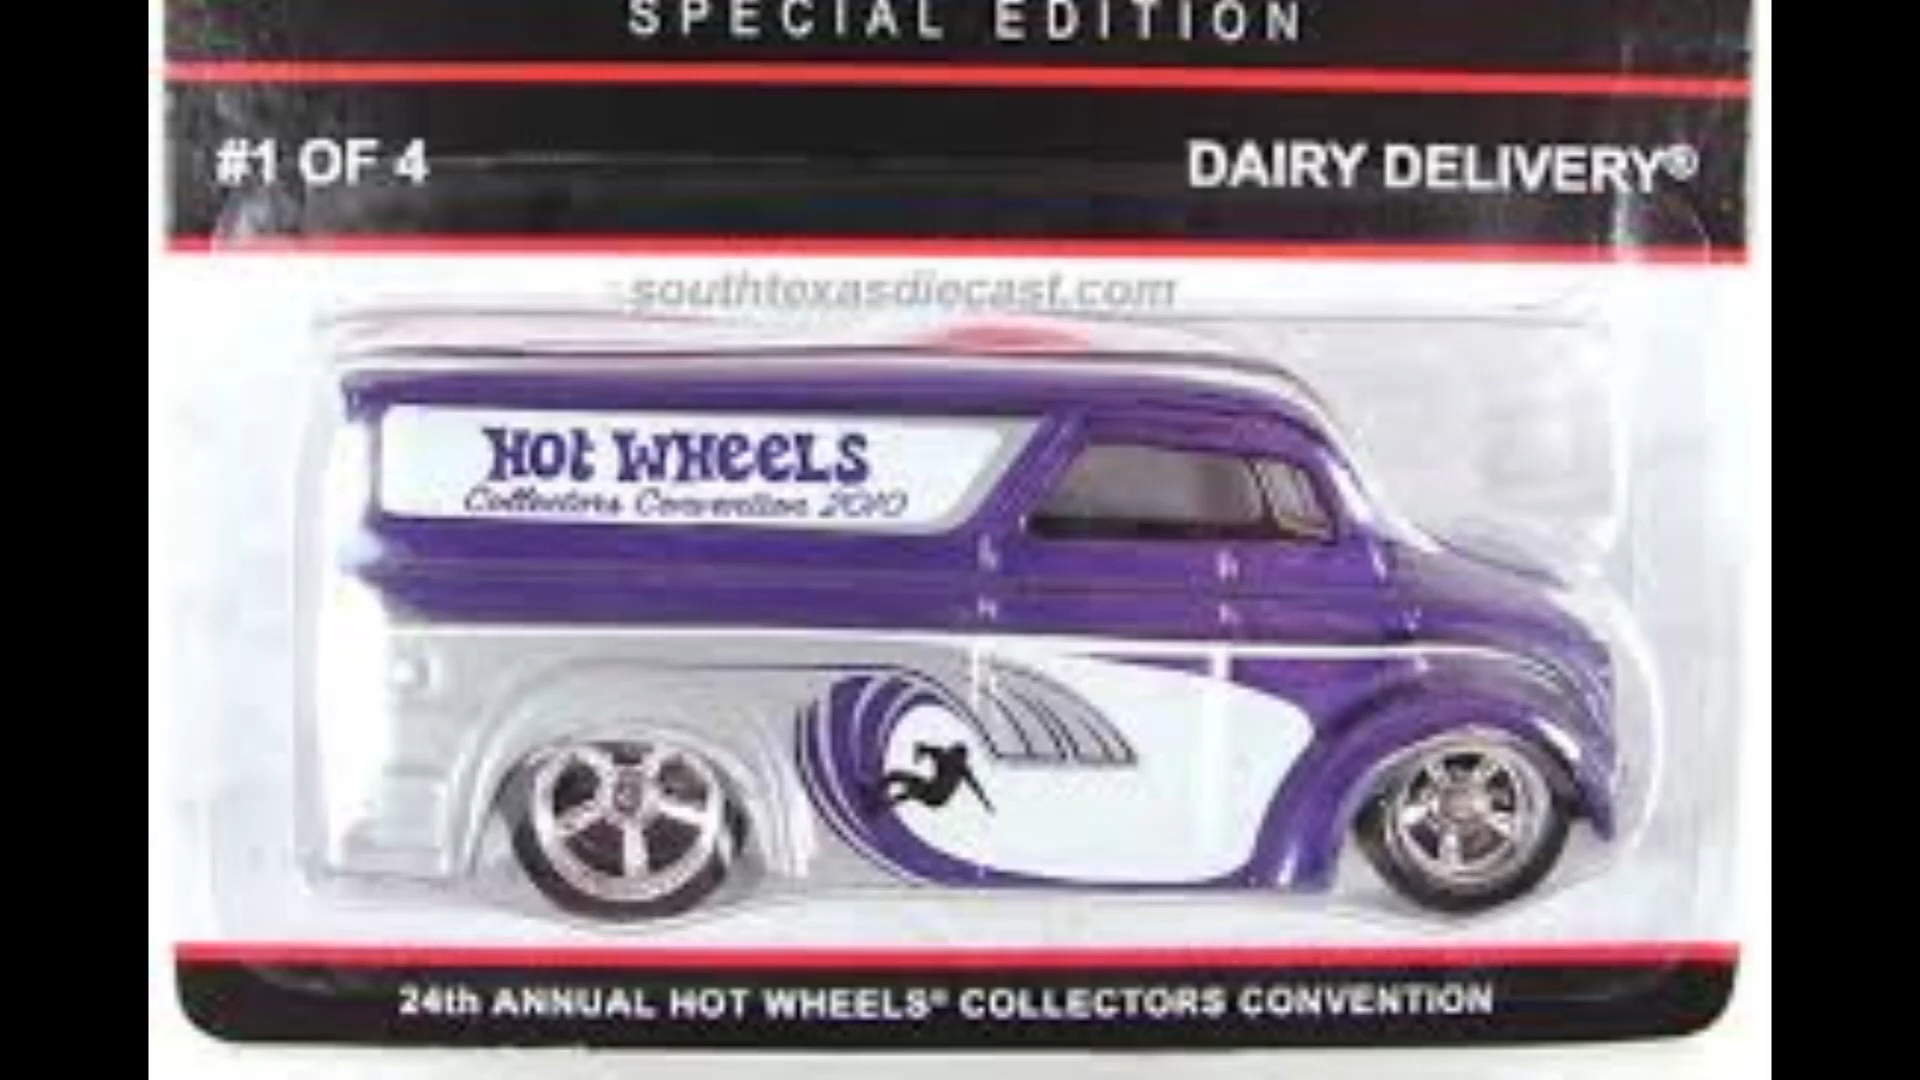 SPECIAL EDITION
#1 OF 4
DAIRY DELIVERY®
southtexasdiecast.com
HOt WHeeLS
Collectors Convention 2010
24th ANNUAL HOT WHEELS® COLLECTORS CONVENTION